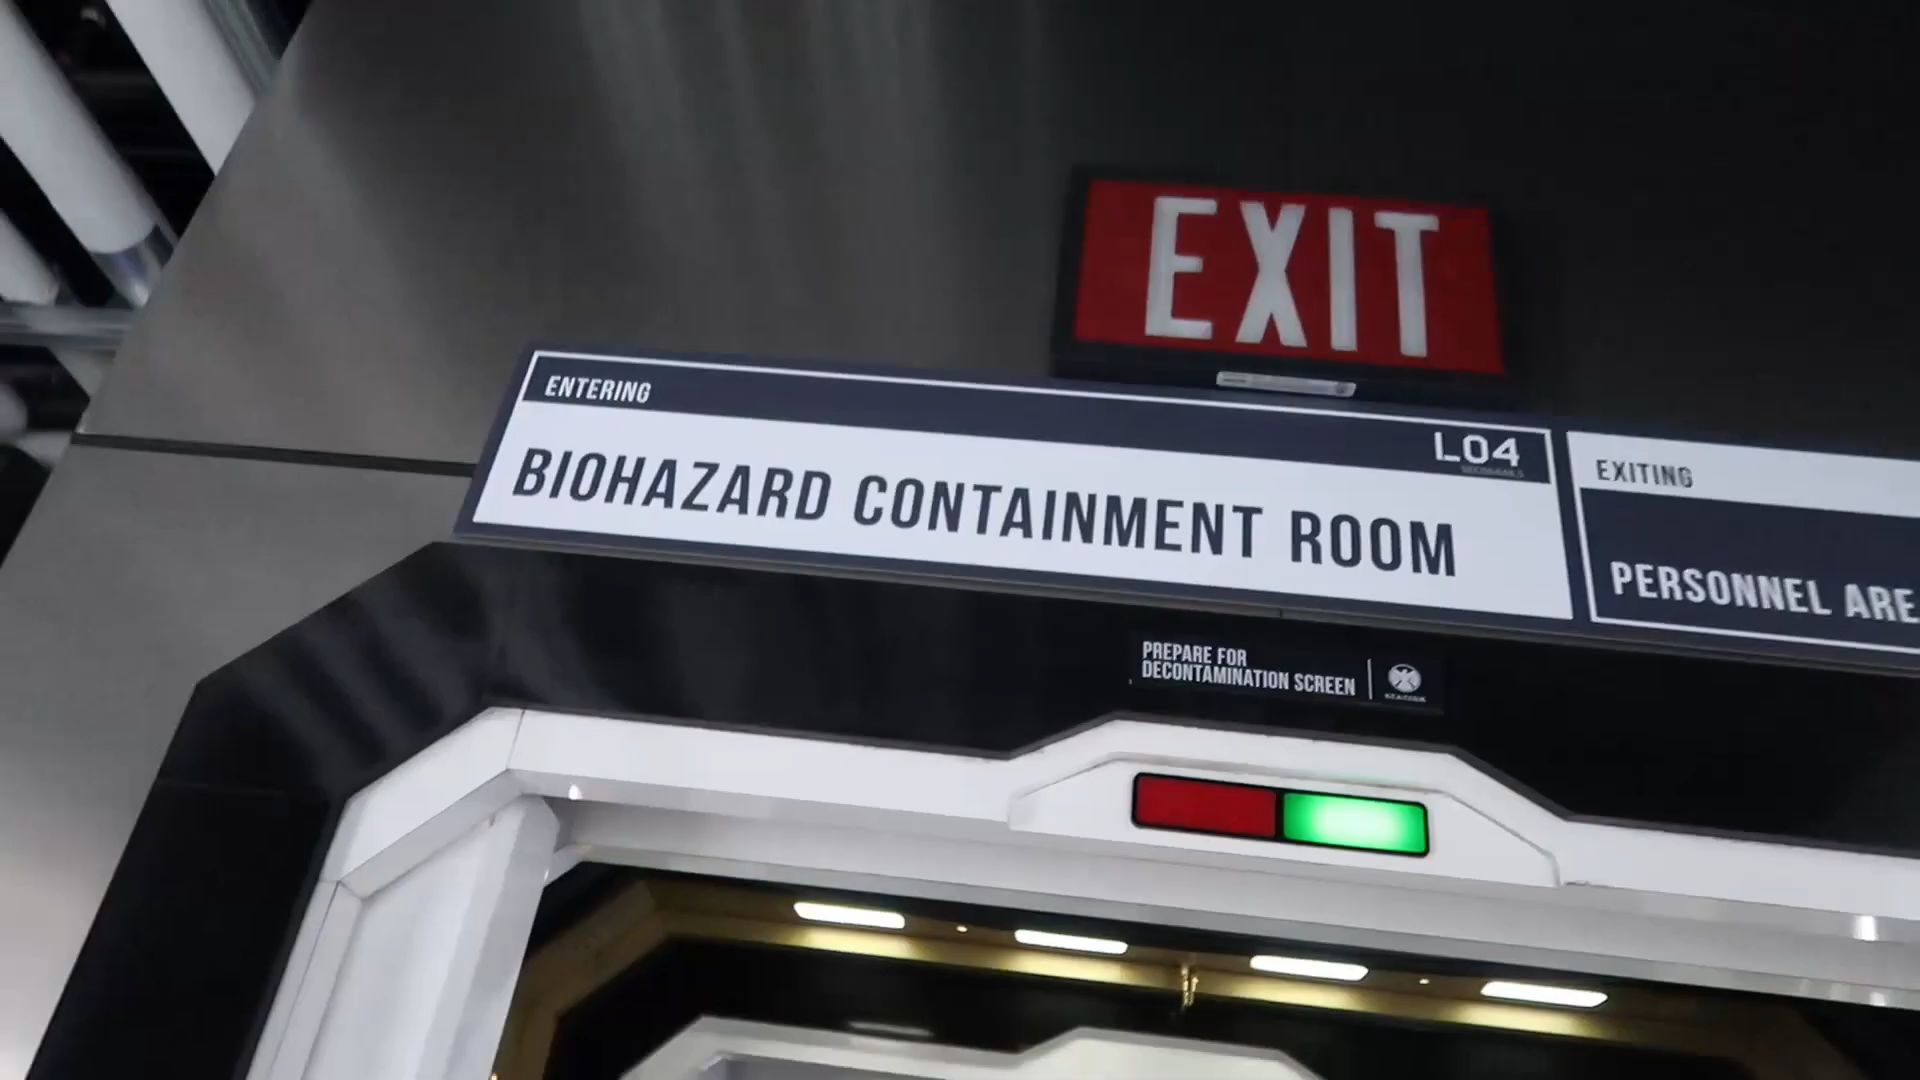 EXIT
ENTERING
L04
BIOHAZARD CONTAINMENT ROOM
EXITING
PERSONNEL ARE
PREPARE FOR
DECONTAMINATION SCREEN